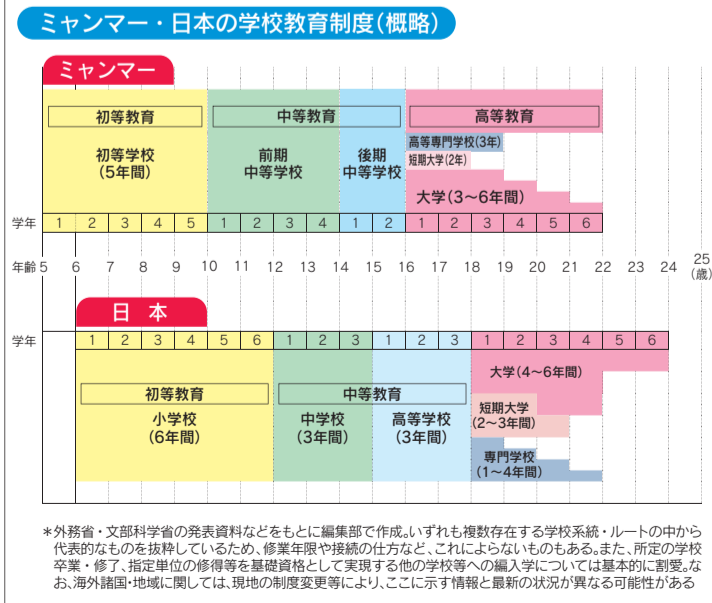 ミャンマー・日本の学校教育制度(概略)
ミャンマー
初等教育 中等教育 高等教育
初等学校
(5年間)
前期
中等学校
後期
中等学校
高等専門学校(3年)
短期大学(2年)
大学(3〜6年間)
学年 1 2 3 4 5 1 2 3 4 1 2 1 2 3 4 5 6
年齢 5 6 7 8 9 10 11 12 13 14 15 16 17 18 19 20 21 22 23 24 25
(歳)
日 本
学年 1 2 3 4 5 6 1 2 3 1 2 3 1 2 3 4 5 6
初等教育 中等教育
小学校
(6年間)
中学校
(3年間)
高等学校
(3年間)
大学(4〜6年間)
短期大学
(2〜3年間)
専門学校
(1〜4年間)
*外務省・文部科学省の発表資料などをもとに編集部で作成。いずれも複数存在する学校系統・ルートの中から
代表的なものを抜粋しているため、修業年限や接続の仕方など、これによらないものもある。また、所定の学校
卒業・修了、指定単位の修得等を基礎資格として実現する他の学校等への編入学については基本的に割愛。な
お、海外諸国・地域に関しては、現地の制度変更等により、ここに示す情報と最新の状況が異なる可能性がある